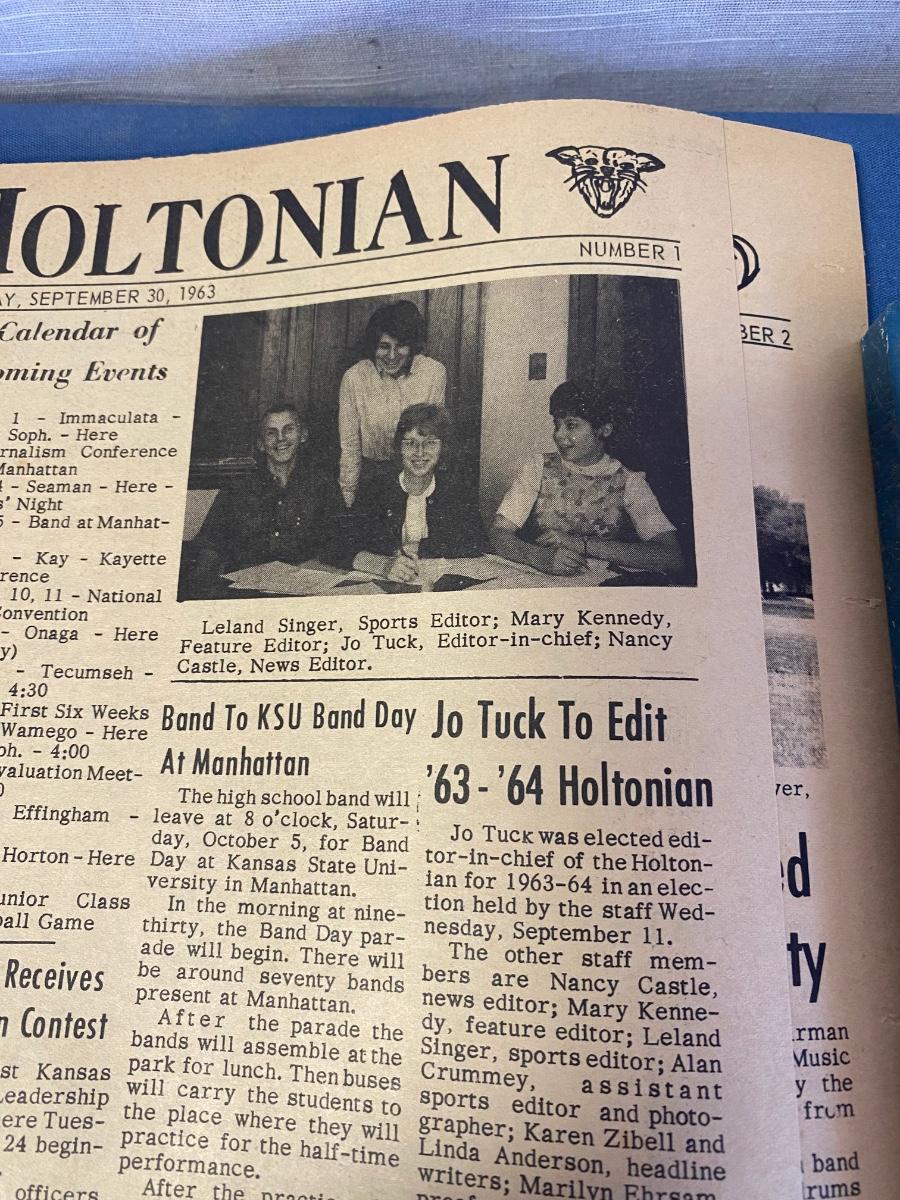 HOLTONIAN
NUMBER 1
AY, SEPTEMBER 30, 1963
Calendar of
oming Events
1 - Immaculata -
Soph. - Here
rnalism Conference
Manhattan
- Seaman - Here -
s' Night
- Band at Manhat-
- Kay - Kayette
rence
10, 11 - National
Convention
- Onaga - Here
y)
- Tecumseh -
4:30
First Six Weeks
Wamego - Here
ph. - 4:00
valuation Meet-
Effingham -
Horton - Here
unior Class
ball Game
Receives
n Contest
st Kansas
Leadership
ere Tues-
24 begin-
officers
Leland Singer, Sports Editor; Mary Kennedy,
Feature Editor; Jo Tuck, Editor-in-chief; Nancy
Castle, News Editor.
Band To KSU Band Day
At Manhattan
The high school band will
leave at 8 o'clock, Satur-
day, October 5, for Band
Day at Kansas State Uni-
versity in Manhattan.
In the morning at nine-
thirty, the Band Day par-
ade will begin. There will
be around seventy bands
present at Manhattan.
After the parade the
bands will assemble at the
park for lunch. Then buses
will carry the students to
the place where they will
practice for the half-time
performance.
After the
Jo Tuck To Edit
'63-'64 Holtonian
Jo Tuck was elected edi-
tor-in-chief of the Holton-
ian for 1963-64 in an elec-
tion held by the staff Wed-
nesday, September 11.
The other staff mem-
bers are Nancy Castle,
news editor; Mary Kenne-
dy, feature editor; Leland
Singer, sports editor; Alan
Crummey, assistant
sports editor and photo-
grapher; Karen Zibell and
Linda Anderson, headline
writers; Marilyn Ehrsam
BER 2
ver,
d
ty
rman
Music
y the
from
band
rums